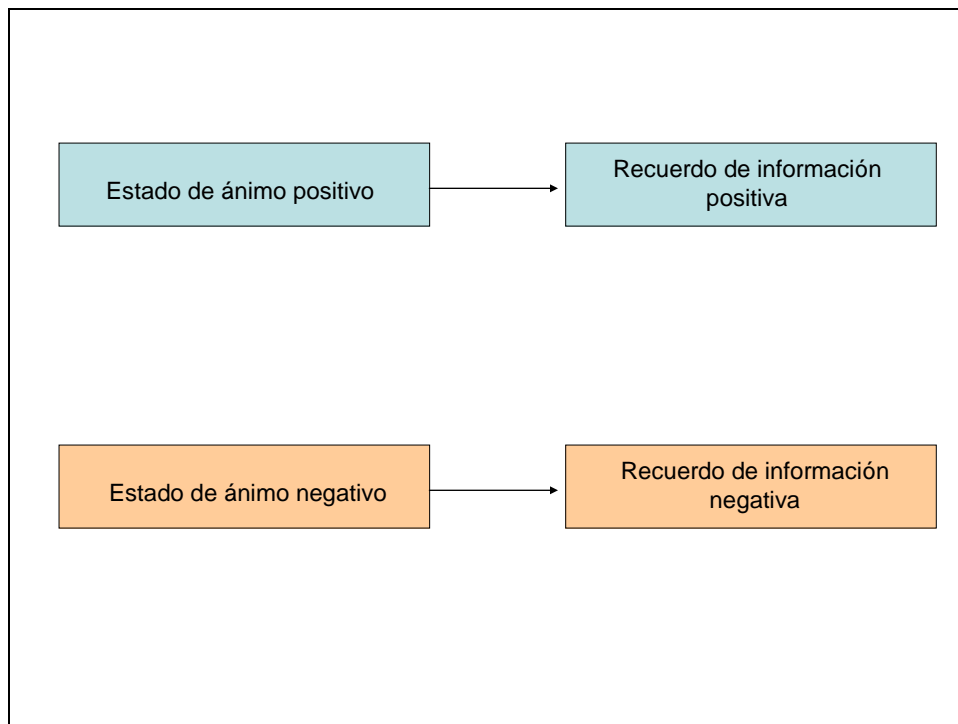 Estado de ánimo positivo
Recuerdo de información
positiva
Estado de ánimo negativo
Recuerdo de información
negativa